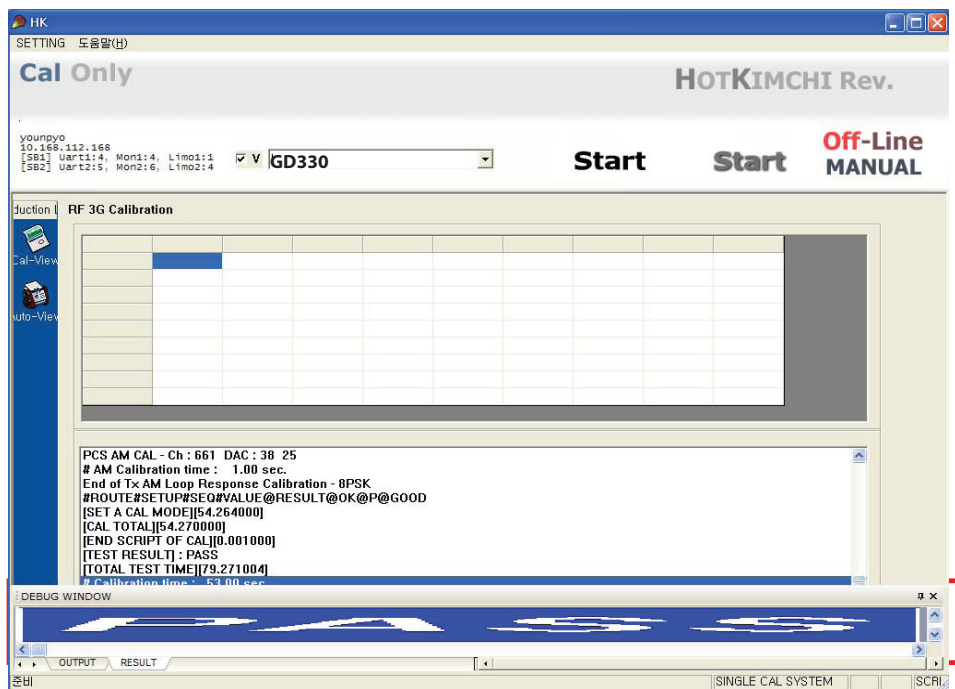 HK
SETTING 도움말(H)
Cal Only
HOTKIMCHI Rev.
younpyo
10.168.112.168
[SB1] Uart1:4, Mon1:4, Limo1:1
[SB2] Uart2:5, Mon2:6, Limo2:4
V
GD330
Start
Start
Off-Line
MANUAL
duction L
RF 3G Calibration
Cal-View
uto-View
PCS AM CAL - Ch : 661 DAC : 38 25
# AM Calibration time : 1.00 sec.
End of Tx AM Loop Response Calibration - 8PSK
#ROUTE#SETUP#SEQ#VALUE@RESULT@OK@P@GOOD
[SET A CAL MODE][54.264000]
[CAL TOTAL][54.270000]
[END SCRIPT OF CAL][0.001000]
[TEST RESULT] : PASS
[TOTAL TEST TIME][79.271004]
# Calibration time : 53.00 sec
DEBUG WINDOW
PASS
OUTPUT RESULT
준비
SINGLE CAL SYSTEM
SCRI